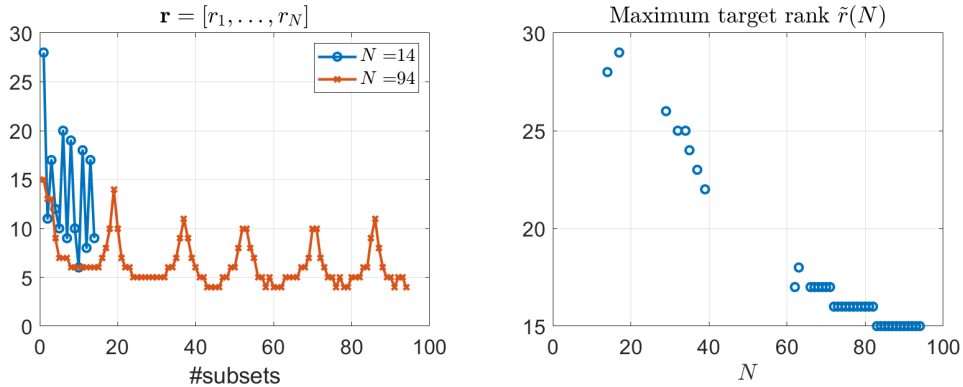 r = [r₁, . . . , r_N]
30
25
20
15
10
5
0
0 20 40 60 80 100
#subsets
N =14
N =94
Maximum target rank r̃(N)
30
25
20
15
0 20 40 60 80 100
N